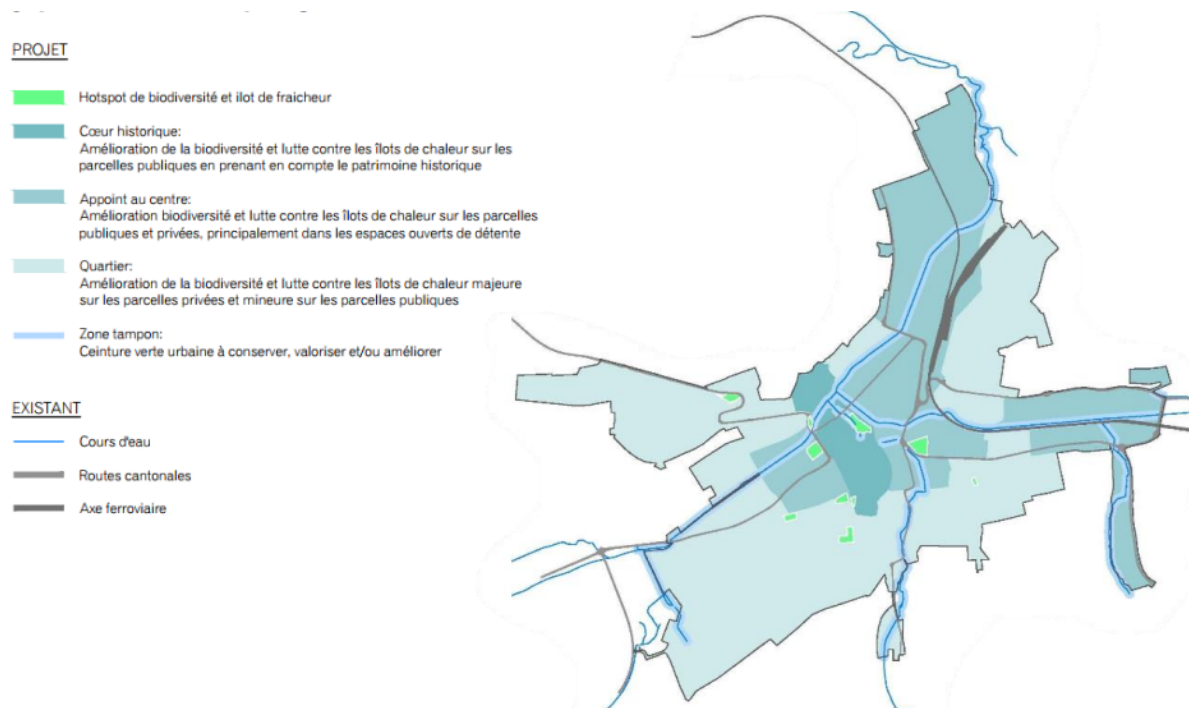 PROJET
Hotspot de biodiversité et ilot de fraicheur
Cœur historique:
Amélioration de la biodiversité et lutte contre les îlots de chaleur sur les
parcelles publiques en prenant en compte le patrimoine historique
Appoint au centre:
Amélioration biodiversité et lutte contre les îlots de chaleur sur les parcelles
publiques et privées, principalement dans les espaces ouverts de détente
Quartier:
Amélioration de la biodiversité et lutte contre les îlots de chaleur majeure
sur les parcelles privées et mineure sur les parcelles publiques
Zone tampon:
Ceinture verte urbaine à conserver, valoriser et/ou améliorer
EXISTANT
Cours d'eau
Routes cantonales
Axe ferroviaire